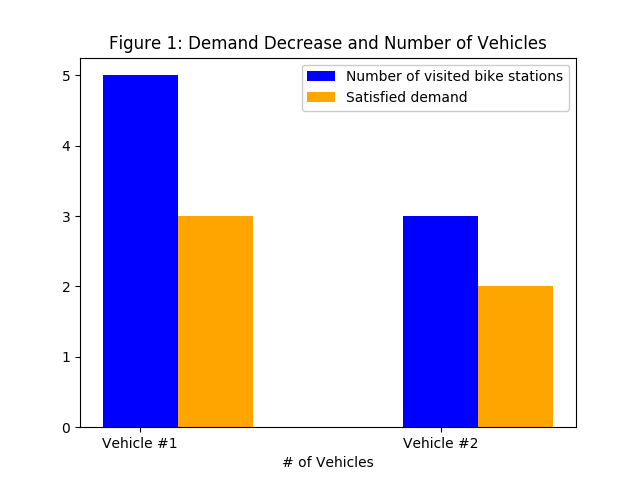 Figure 1: Demand Decrease and Number of Vehicles
Number of visited bike stations
Satisfied demand
5
4
3
2
1
0
Vehicle #1
Vehicle #2
# of Vehicles